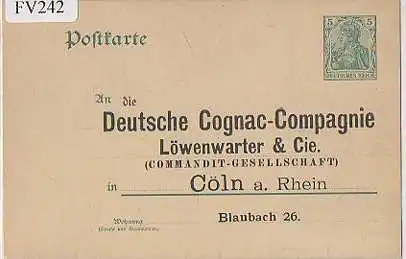 FV242
Postkarte
5 5
DEUTSCHES REICH
An die
Deutsche Cognac-Compagnie
Löwenwarter & Cie.
(COMMANDIT-GESELLSCHAFT)
in Cöln a. Rhein
Blaubach 26.
Wohnung